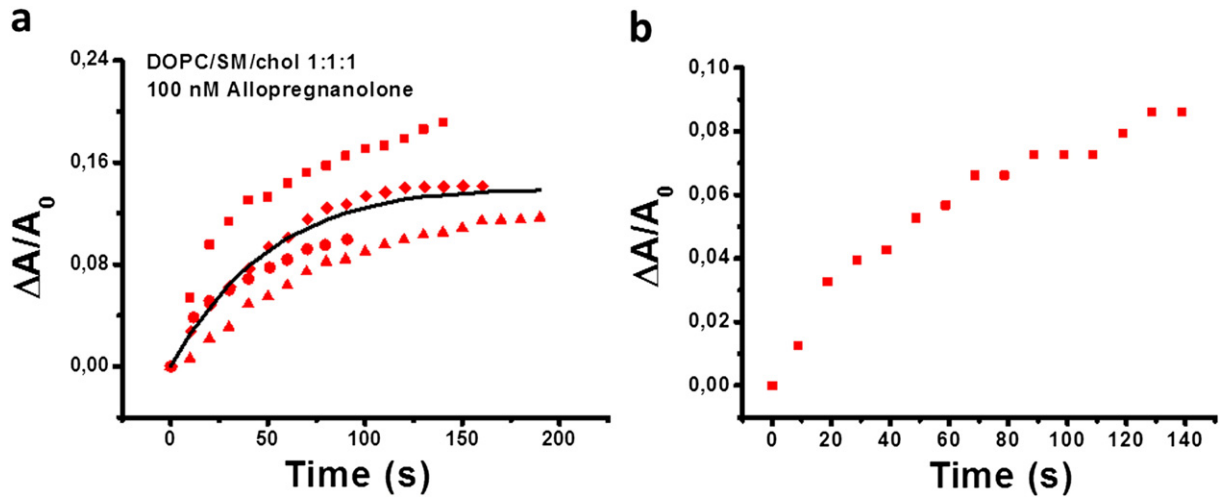 a
0,24
0,16
0,08
0,00
ΔA/A0
DOPC/SM/chol 1:1:1
100 nM Allopregnanolone
0 50 100 150 200
Time (s)
b
0,10
0,08
0,06
0,04
0,02
0,00
ΔA/A0
0 20 40 60 80 100 120 140
Time (s)